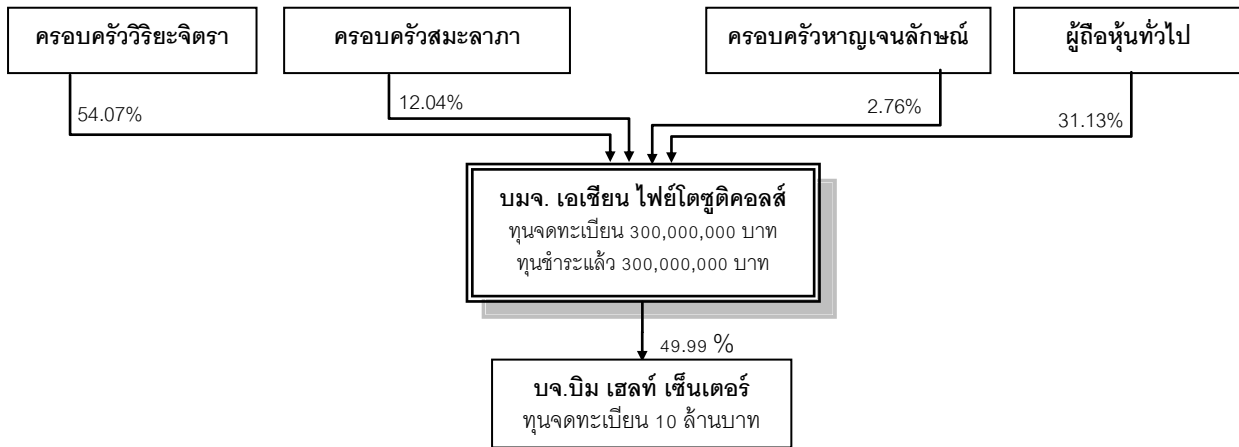 ครอบครัววิริยะจิตรา
ครอบครัวสมะลาภา
ครอบครัวหาญเจนลักษณ์
ผู้ถือหุ้นทั่วไป
54.07%
12.04%
2.76%
31.13%
บมจ. เอเชียน ไฟย์โตซูติคอลส์
ทุนจดทะเบียน 300,000,000 บาท
ทุนชำระแล้ว 300,000,000 บาท
49.99 %
บจ.บิม เฮลท์ เซ็นเตอร์
ทุนจดทะเบียน 10 ล้านบาท